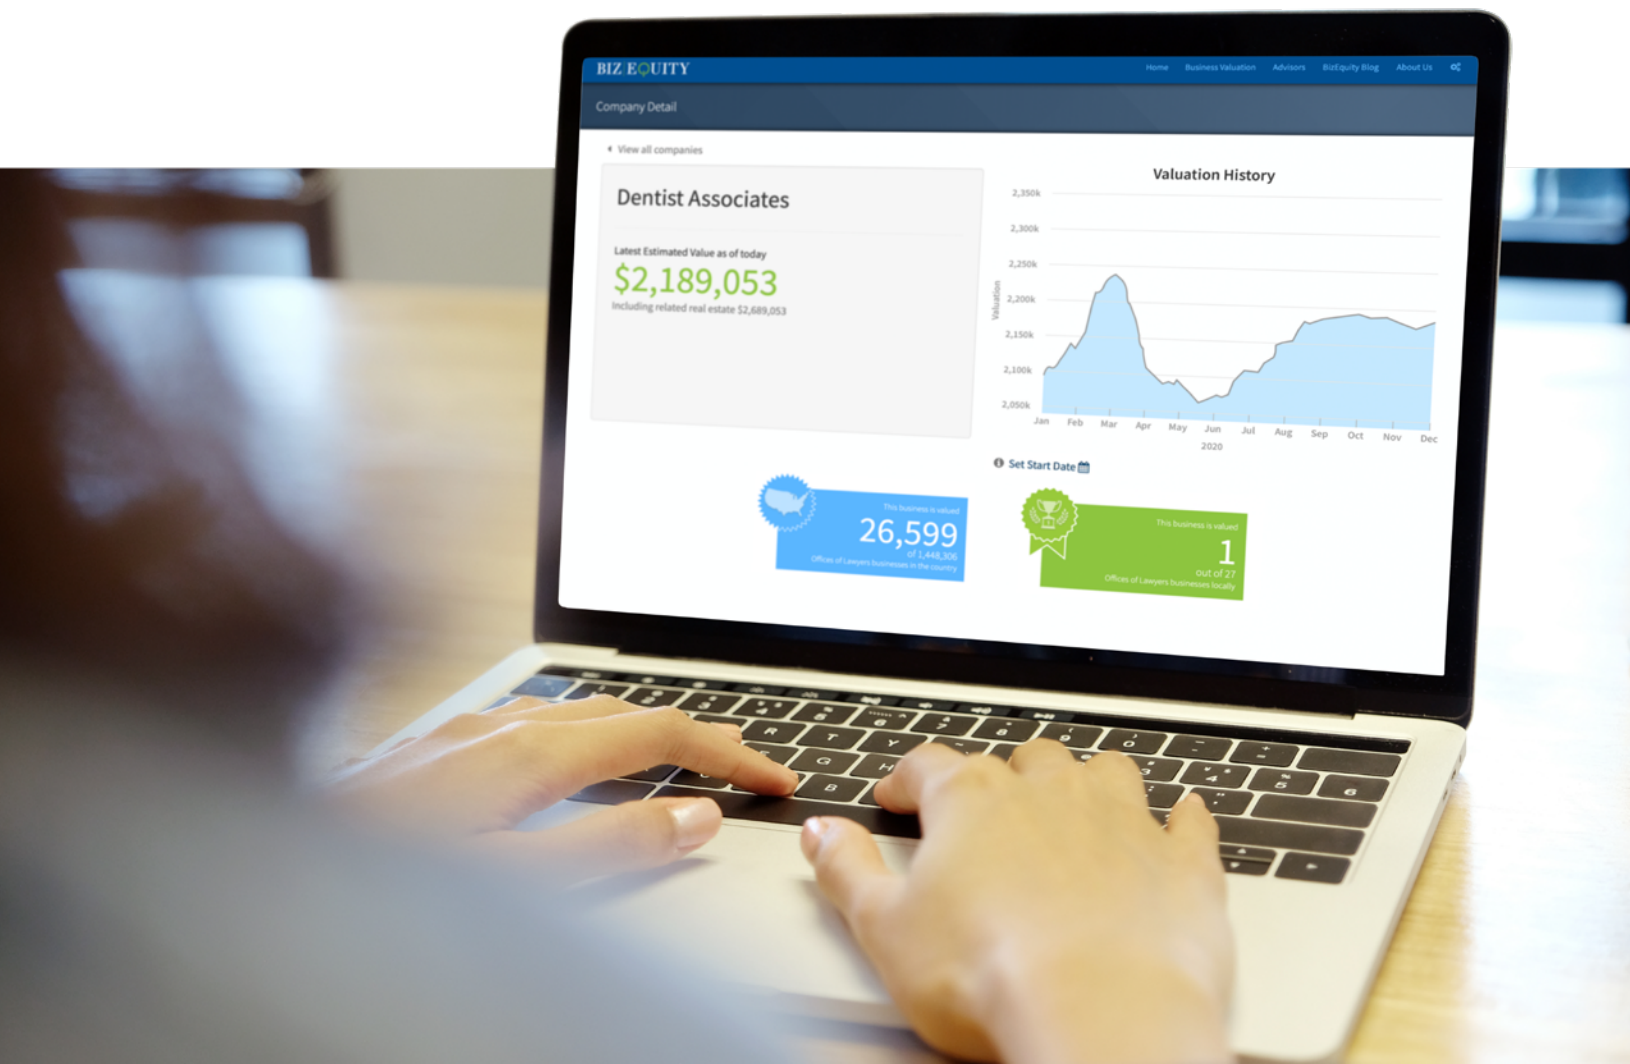 BIZEQUITY
Home Business Valuation Advisors BizEquity Blog About Us
Company Detail
View all companies
Dentist Associates
Latest Estimated Value as of today
$2,189,053
Including related real estate $2,689,053
Valuation History
Valuation
2,350k
2,300k
2,250k
2,200k
2,150k
2,100k
2,050k
Jan Feb Mar Apr May Jun Jul Aug Sep Oct Nov Dec
2020
Set Start Date
This business is valued
26,599
of 1,448,306
Offices of Lawyers businesses in the country
This business is valued
1
out of 27
Offices of Lawyers businesses locally
R T Y
G H
B